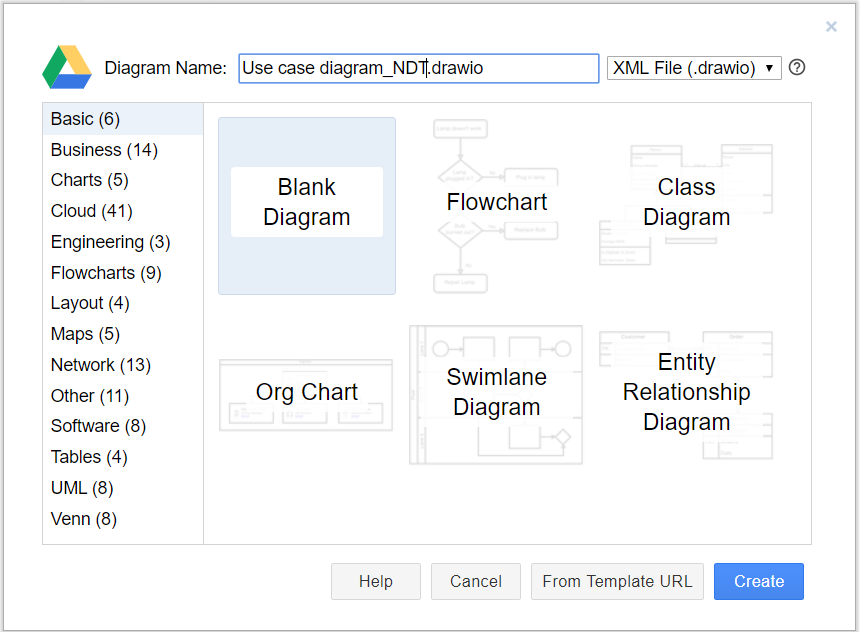 ×
Diagram Name: Use case diagram_NDT.drawio XML File (.drawio) ▼ ?
Basic (6)
Business (14)
Charts (5)
Cloud (41)
Engineering (3)
Flowcharts (9)
Layout (4)
Maps (5)
Network (13)
Other (11)
Software (8)
Tables (4)
UML (8)
Venn (8)
Blank
Diagram
Flowchart
Class
Diagram
Org Chart
Swimlane
Diagram
Entity
Relationship
Diagram
Help Cancel From Template URL Create